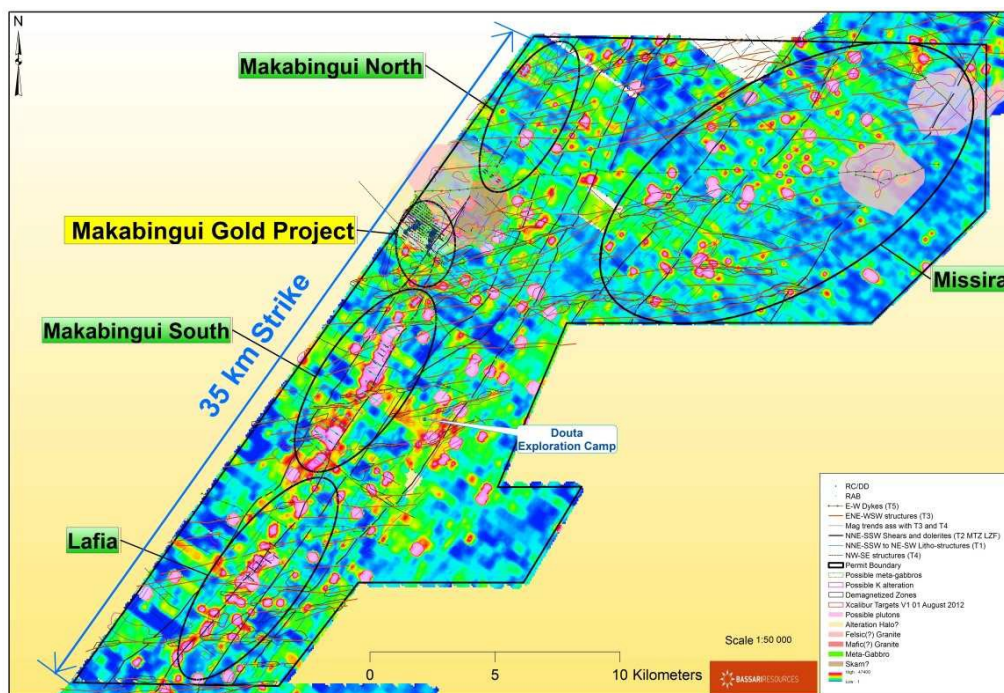 N
Makabingui North
Makabingui Gold Project
Missira
Makabingui South
35 km Strike
Douta
Exploration Camp
Lafia
RC/DD
RAB
E-W Dykes (T5)
ENE-WSW structures (T3)
Mag trends ass with T3 and T4
NNE-SSW Shears and dolerites (T2 MTZ LZF)
NNE-SSW to NE-SW Litho-structures (T1)
NW-SE structures (T4)
Permit Boundary
Possible meta-gabbros
Possible K alteration
Demagnetized Zones
Xcalibur Targets V1 01 August 2012
Possible plutons
Alteration Halo?
Felsic(?) Granite
Mafic(?) Granite
Meta-Gabbro
Skarn?
High : 47400
Low : 1
Scale 1:50 000
0 5 10 Kilometers
BASSARI RESOURCES